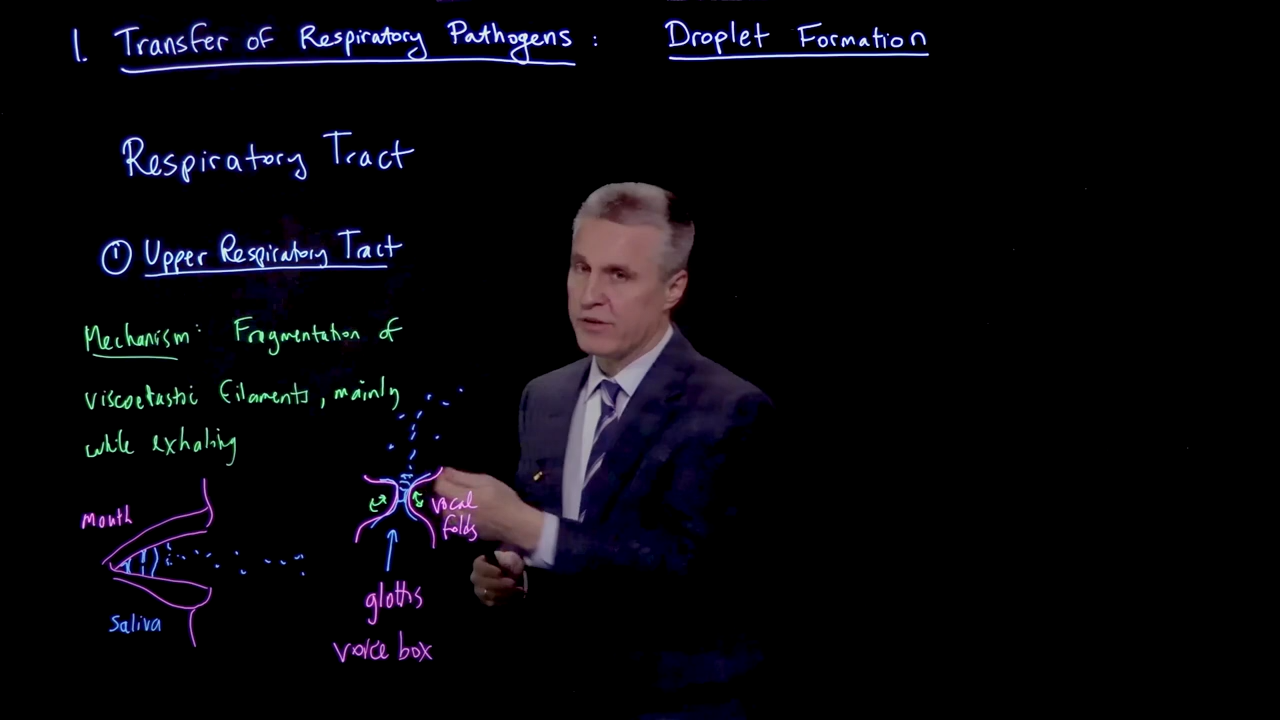 1. Transfer of Respiratory Pathogens : Droplet Formation
Respiratory Tract
① Upper Respiratory Tract
Mechanism: Fragmentation of
viscoelastic filaments, mainly
while exhaling
mouth
vocal
folds
gloths
saliva
voice box